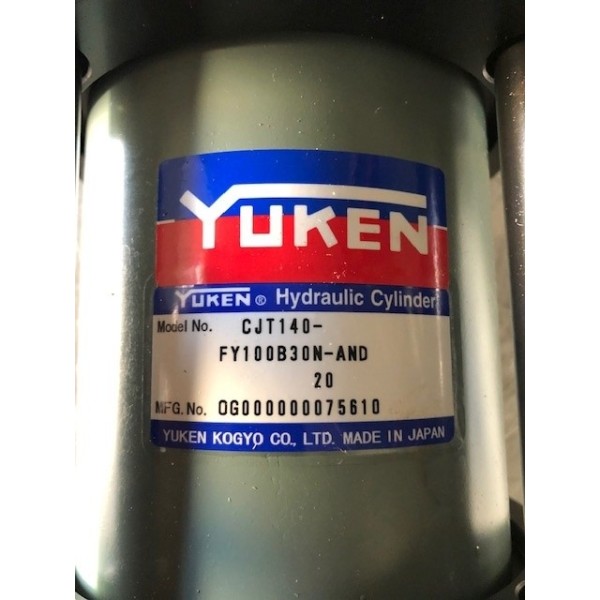 YUKEN
YUKEN ® Hydraulic Cylinder
Model No. CJT140-
FY100B30N-AND
20
MFG. No. 0G000000075610
YUKEN KOGYO CO., LTD. MADE IN JAPAN